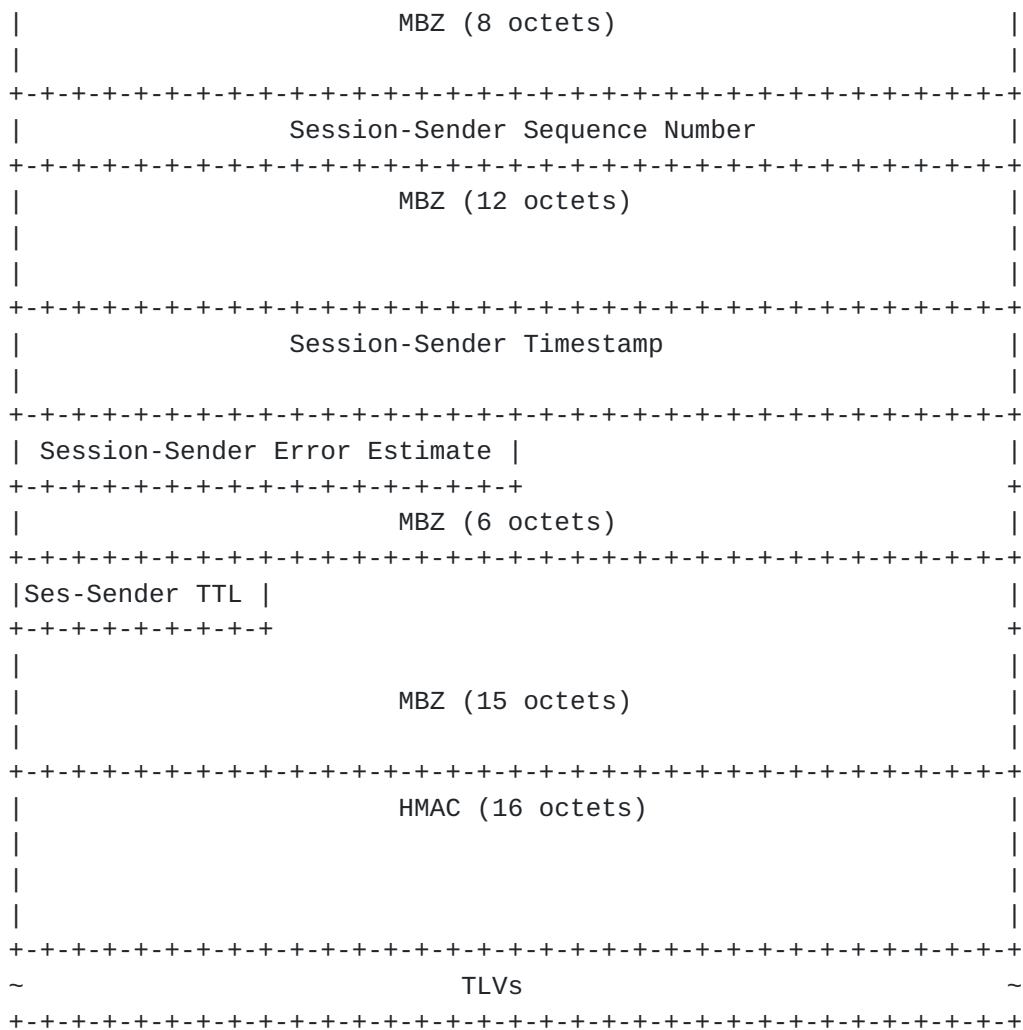 |                        MBZ (8 octets)                         |
|                                                               |
+-+-+-+-+-+-+-+-+-+-+-+-+-+-+-+-+-+-+-+-+-+-+-+-+-+-+-+-+-+-+-+-+
|                 Session-Sender Sequence Number                |
+-+-+-+-+-+-+-+-+-+-+-+-+-+-+-+-+-+-+-+-+-+-+-+-+-+-+-+-+-+-+-+-+
|                        MBZ (12 octets)                        |
|                                                               |
|                                                               |
+-+-+-+-+-+-+-+-+-+-+-+-+-+-+-+-+-+-+-+-+-+-+-+-+-+-+-+-+-+-+-+-+
|                 Session-Sender Timestamp                      |
|                                                               |
+-+-+-+-+-+-+-+-+-+-+-+-+-+-+-+-+-+-+-+-+-+-+-+-+-+-+-+-+-+-+-+-+
| Session-Sender Error Estimate |                               |
+-+-+-+-+-+-+-+-+-+-+-+-+-+-+-+-+                               +
|                        MBZ (6 octets)                         |
+-+-+-+-+-+-+-+-+-+-+-+-+-+-+-+-+-+-+-+-+-+-+-+-+-+-+-+-+-+-+-+-+
|Ses-Sender TTL |                                               |
+-+-+-+-+-+-+-+-+                                               +
|                                                               |
|                        MBZ (15 octets)                        |
|                                                               |
+-+-+-+-+-+-+-+-+-+-+-+-+-+-+-+-+-+-+-+-+-+-+-+-+-+-+-+-+-+-+-+-+
|                        HMAC (16 octets)                       |
|                                                               |
|                                                               |
|                                                               |
+-+-+-+-+-+-+-+-+-+-+-+-+-+-+-+-+-+-+-+-+-+-+-+-+-+-+-+-+-+-+-+-+
~                            TLVs                               ~
+-+-+-+-+-+-+-+-+-+-+-+-+-+-+-+-+-+-+-+-+-+-+-+-+-+-+-+-+-+-+-+-+